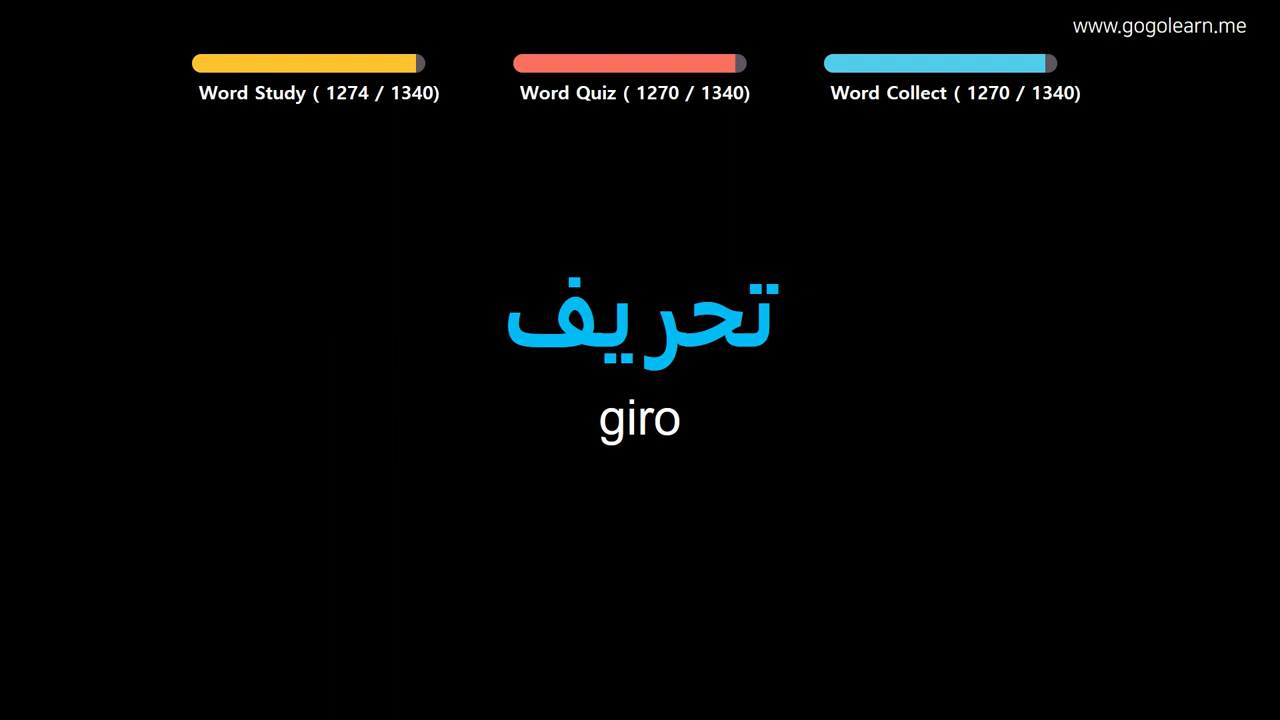 www.gogolearn.me
Word Study ( 1274 / 1340)
Word Quiz ( 1270 / 1340)
Word Collect ( 1270 / 1340)
تحريف
giro